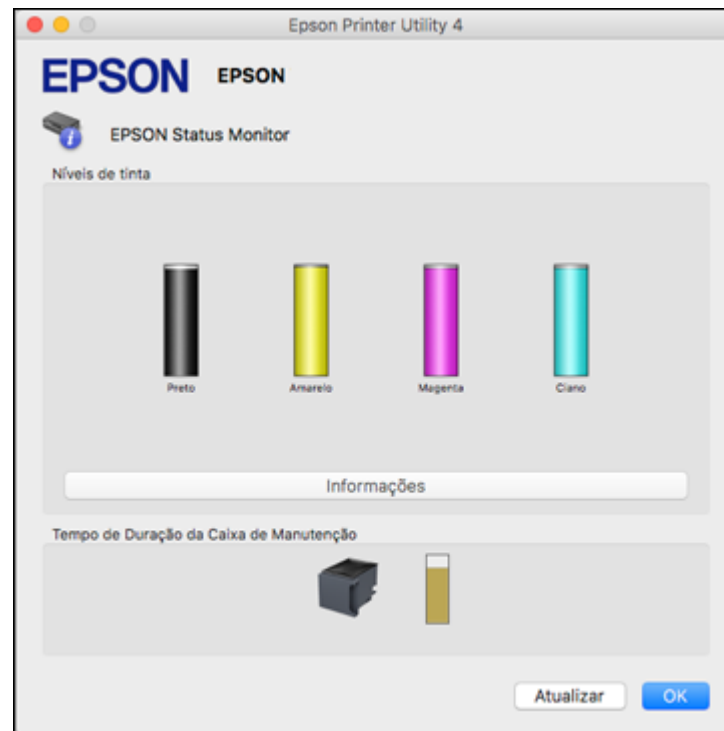 Epson Printer Utility 4
EPSON EPSON
EPSON Status Monitor
Níveis de tinta
Preto Amarelo Magenta Ciano
Informações
Tempo de Duração da Caixa de Manutenção
Atualizar OK